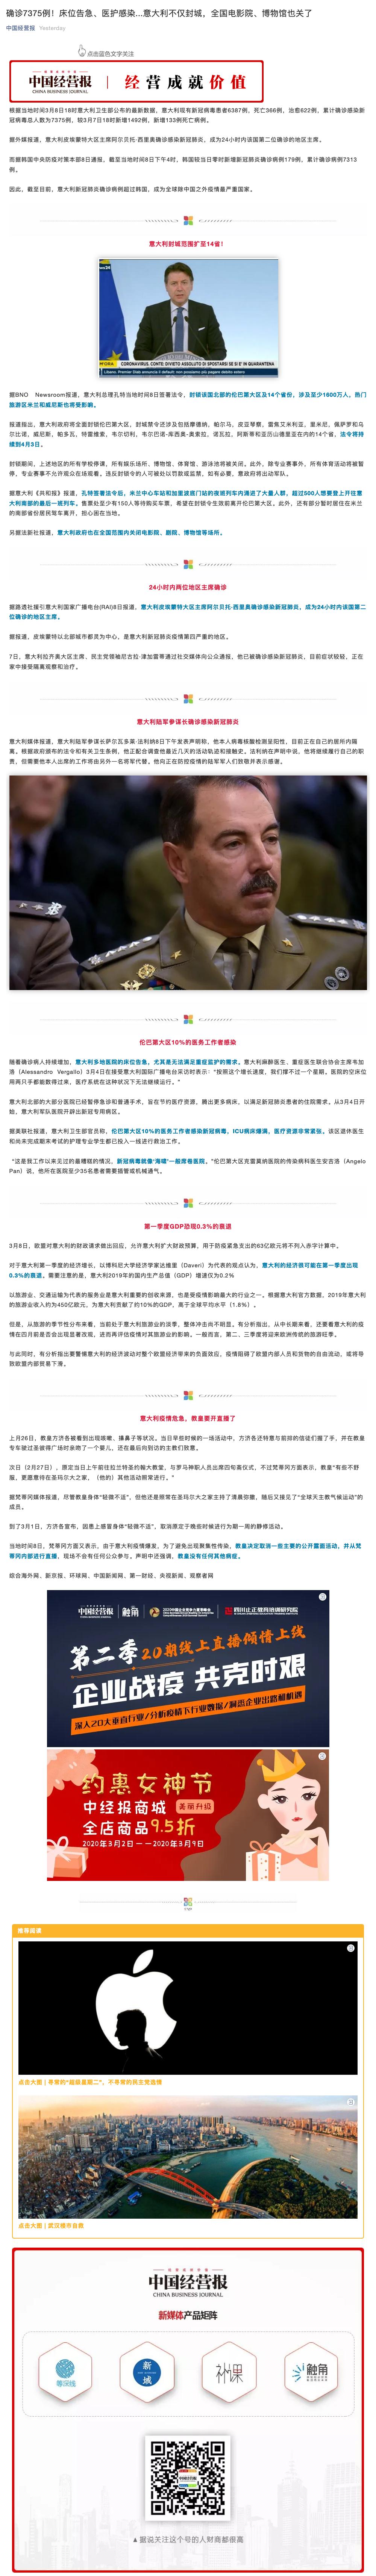 确诊7375例！床位告急、医护感染...意大利不仅封城，全国电影院、博物馆也关了
中国经营报 Yesterday
点击蓝色文字关注
中国经营报
CHINA BUSINESS JOURNAL
经营成就价值
根据当地时间3月8日18时意大利卫生部公布的最新数据，意大利现有新冠病毒患者6387例、死亡366例，治愈622例，累计确诊感染新冠病毒总人数为7375例，较3月7日18时新增1492例，新增133例死亡病例。
据外媒报道，意大利皮埃蒙特大区主席阿尔贝托·西里奥确诊感染新冠肺炎，成为24小时内该国第二位确诊的地区主席。
而据韩国中央防疫对策本部8日通报，截至当地时间8日下午4时，韩国较当日零时新增新冠肺炎确诊病例179例，累计确诊病例7313例。
因此，截至目前，意大利新冠肺炎确诊病例超过韩国，成为全球除中国之外疫情最严重国家。
意大利封城范围扩至14省！
CORONAVIRUS, CONTE: DIVIETO ASSOLUTO DI SPOSTARSI SE SI E' IN QUARANTENA
据BNO Newsroom报道，意大利总理孔特当地时间8日签署法令，封锁该国北部的伦巴第大区及14个省份，涉及至少1600万人，热门旅游区米兰和威尼斯也将受影响。
报道指出，意大利政府将全面封锁伦巴第大区，封城禁令还涉及包括摩德纳，帕尔马，皮亚琴察，雷焦艾米利亚，里米尼，佩萨罗和乌尔比诺，威尼斯，帕多瓦，特雷维索，韦尔切利，韦尔巴诺-库西奥-奥索拉，诺瓦拉，阿斯蒂和亚历山德里亚在内的14个省，法令将持续到4月3日。
封锁期间，上述地区的所有学校停课，所有娱乐场所、博物馆、体育馆、游泳池将被关闭。此外，除专业赛事外，所有体育活动将被暂停，专业赛事不允许观众在场观看。违反封锁令的人可能被处以罚款或监禁，如有必要，意政府将出动军队。
据意大利《共和报》报道，孔特签署法令后，米兰中心车站和加里波底门站的夜班列车内涌进了大量人群，超过500人想要登上开往意大利南部的最后一班列车。售票处至少有150人等待购买车票，希望在封锁令生效前离开伦巴第大区。此外，还有部分暂时居住在米兰的南部省份居民驾车离开，担心困在当地。
另据法新社报道，意大利政府也在全国范围内关闭电影院、剧院、博物馆等场所。
24小时内两位地区主席确诊
据路透社援引意大利国家广播电台(RAI)8日报道，意大利皮埃蒙特大区主席阿尔贝托·西里奥确诊感染新冠肺炎，成为24小时内该国第二位确诊的地区主席。
据报道，皮埃蒙特以北部城市都灵为中心，是意大利新冠肺炎疫情第四严重的地区。
7日，意大利拉齐奥大区主席、民主党领袖尼古拉·津加雷蒂通过社交媒体向公众通报，他已被确诊感染新冠肺炎，目前症状较轻，正在家中接受隔离观察和治疗。
意大利陆军参谋长确诊感染新冠肺炎
意大利媒体报道，意大利陆军参谋长萨尔瓦多莱·法利纳8日下午发表声明称，他本人病毒核酸检测呈阳性，目前正在自己的居所内隔离。根据政府颁布的法令和有关卫生条例，他正配合调查他最近几天的活动轨迹和接触史。法利纳在声明中说，他将继续履行自己的职责，但需要他本人出席的工作将由另外一名将军代替。他向正在防控疫情的陆军军人们致敬并表示感谢。
伦巴第大区10%的医务工作者感染
随着确诊病人持续增加，意大利多地医院的床位告急，尤其是无法满足重症监护的需求。意大利麻醉医生、重症医生联合协会主席韦加洛（Alessandro Vergallo）3月4日在接受意大利国际广播电台采访时表示：“按照这个增长速度，我们撑不过一个星期。医院的空床位用两只手都能数得过来，医疗系统在这种状况下无法继续运行。”
意大利北部的大部分医院已经暂停急诊和普通手术，旨在节约医疗资源，腾出更多病床，以满足新冠肺炎患者的住院需求。从3月4日开始，意大利军队医院开辟出新冠专用病区。
据美联社报道，意大利卫生部官员称，伦巴第大区10%的医务工作者感染新冠病毒，ICU病床爆满，医疗资源非常紧张。该区退休医生和尚未完成期末考试的护理专业学生都已投入一线进行救治工作。
“这是我工作以来见过的最糟糕的情况，新冠病毒就像‘海啸’一般席卷医院。”伦巴第大区克雷莫纳医院的传染病科医生安吉洛（Angelo Pan）说，他所在医院至少35名患者需要插管或机械通气。
第一季度GDP恐现0.3%的衰退
3月8日，欧盟对意大利的财政请求做出回应，允许意大利扩大财政预算，用于防疫紧急支出的63亿欧元将不列入赤字计算中。
对于意大利第一季度的经济增长，以博科尼大学经济学家达维里（Daveri）为代表的观点认为，意大利的经济很可能在第一季度出现0.3%的衰退。需要注意的是，意大利2019年的国内生产总值（GDP）增速仅为0.2%
以旅游业、交通运输为代表的服务业是意大利重要的创收来源，也是受疫情影响最大的行业之一。根据意大利官方数据，2019年意大利的旅游业收入约为450亿欧元，为意大利贡献了约10%的GDP，高于全球平均水平（1.8%）。
但是，从旅游的季节性分布来看，当前处于意大利旅游业的淡季，整体冲击尚不明显。有分析指出，从中长期来看，还要看意大利的疫情在四月前是否会出现显著改观，进而再评估疫情对其旅游业的影响。一般而言，第二、三季度将迎来欧洲传统的旅游旺季。
与此同时，有分析指出要警惕意大利的经济波动对整个欧盟经济带来的负面效应，疫情阻碍了欧盟内部人员和货物的自由流动，或将导致欧盟内部贸易下滑。
意大利疫情危急，教皇要开直播了
上月26日，教皇方济各被看到出现咳嗽、擤鼻子等状况。当日早些时候的一场活动中，方济各还特意与前排的信徒们握了手，并在教皇专车驶过圣彼得广场时亲吻了一个婴儿，还在最后向到访的主教们致意。
次日（2月27日），原定当日上午前往拉兰特圣约翰大教堂，与罗马神职人员出席四旬斋仪式，不过梵蒂冈方面表示，教皇“有些不舒服，更愿意待在圣玛尔大之家，（他的）其他活动照常进行。”
据梵蒂冈媒体报道，尽管教皇身体“轻微不适”，但他还是照常在圣玛尔大之家主持了清晨弥撒，随后又接见了“全球天主教气候运动”的成员。
到了3月1日，方济各宣布，因患上感冒身体“轻微不适”，取消原定于晚些时候进行为期一周的静修活动。
当地时间8日，梵蒂冈方面又表示，由于意大利疫情爆发，为了避免出现聚集性传染，教皇决定取消一些主要的公开露面活动，并从梵蒂冈内部进行直播，现场不会有任何公众参与。声明中还强调，教皇没有任何其他病症。
综合海外网、新京报、环球网、中国新闻网、第一财经、央视新闻、观察者网
中国经营报 触角
第二季 20期线上直播倾情上线
企业战疫 共克时艰
深入20大垂直行业/分析疫情下行业数据/洞悉企业出路和机遇
约惠女神节
中经报商城 美丽升级
全店商品9.5折
2020年3月2日——2020年3月9日
推荐阅读
点击大图 | 寻常的“超级星期二”，不寻常的民主党选情
点击大图 | 武汉楼市自救
中国经营报
CHINA BUSINESS JOURNAL
新媒体产品矩阵
等深线
新域
补课
触角
▲据说关注这个号的人财商都很高